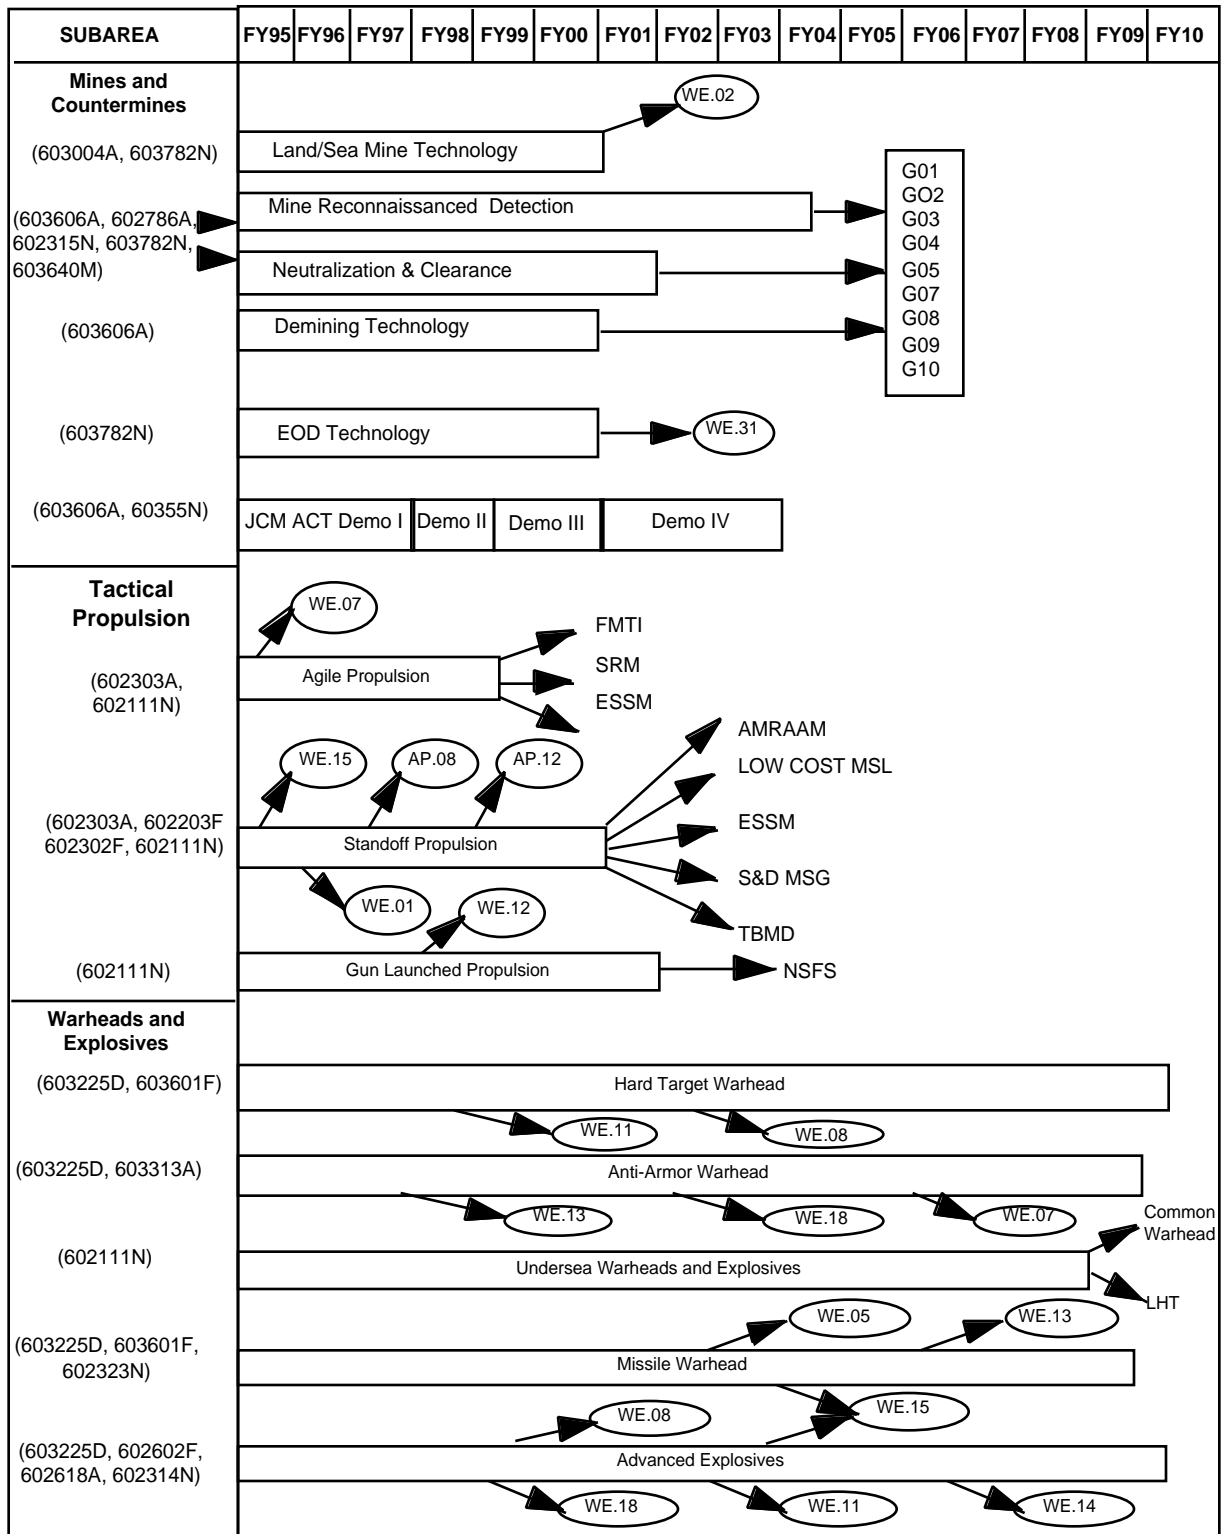 SUBAREA FY95 FY96 FY97 FY98 FY99 FY00 FY01 FY02 FY03 FY04 FY05 FY06 FY07 FY08 FY09 FY10
Mines and
Countermines
WE.02
(603004A, 603782N) Land/Sea Mine Technology
G01
GO2
G03
G04
G05
G07
G08
G09
G10
Mine Reconnaissanced Detection
(603606A, 602786A,
602315N, 603782N,
603640M)
Neutralization & Clearance
(603606A) Demining Technology
(603782N) EOD Technology WE.31
(603606A, 60355N) JCM ACT Demo I Demo II Demo III Demo IV
Tactical
Propulsion
WE.07
FMTI
SRM
ESSM
(602303A,
602111N)
Agile Propulsion
WE.15 AP.08 AP.12
AMRAAM
LOW COST MSL
ESSM
S&D MSG
TBMD
(602303A, 602203F
602302F, 602111N)
Standoff Propulsion
WE.01 WE.12
(602111N) Gun Launched Propulsion NSFS
Warheads and
Explosives
(603225D, 603601F) Hard Target Warhead
WE.11 WE.08
(603225D, 603313A) Anti-Armor Warhead
WE.13 WE.18 WE.07
Common
Warhead
(602111N) Undersea Warheads and Explosives
LHT
WE.05 WE.13
(603225D, 603601F,
602323N)
Missile Warhead
WE.08 WE.15
(603225D, 602602F,
602618A, 602314N)
Advanced Explosives
WE.18 WE.11 WE.14